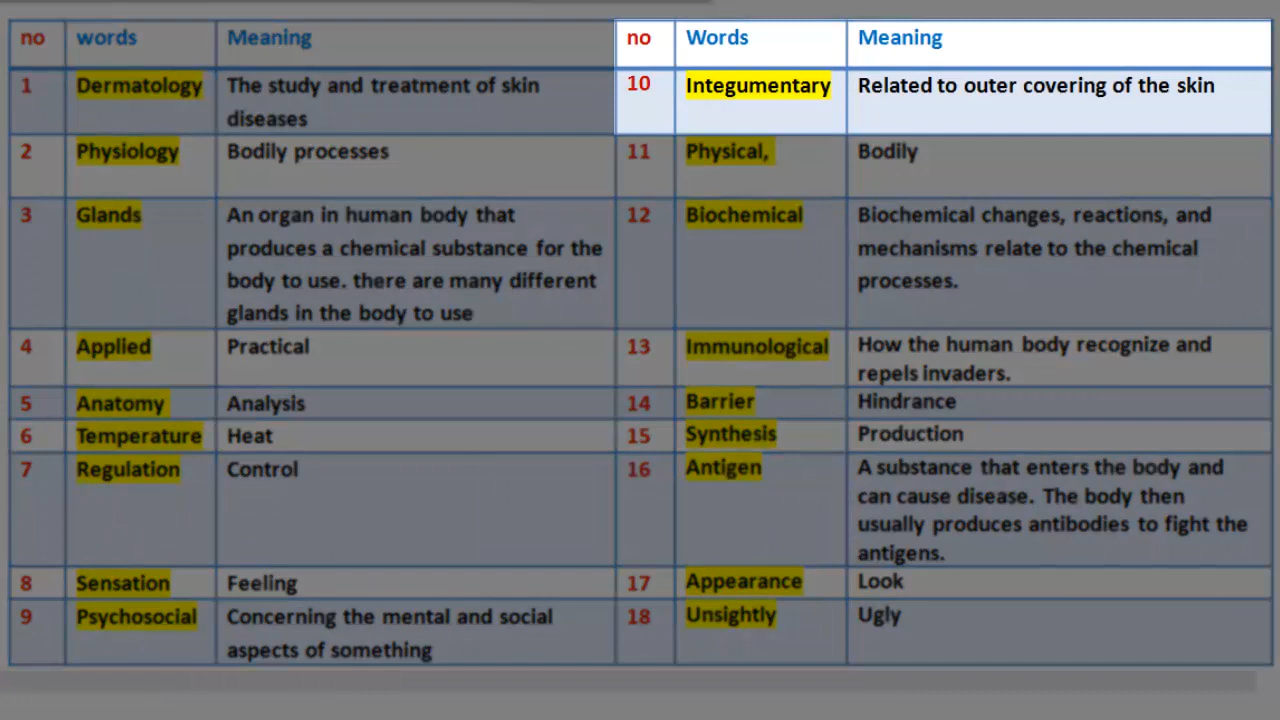 no words Meaning
1 Dermatology The study and treatment of skin
diseases
2 Physiology Bodily processes
3 Glands An organ in human body that
produces a chemical substance for the
body to use. there are many different
glands in the body to use
4 Applied Practical
5 Anatomy Analysis
6 Temperature Heat
7 Regulation Control
8 Sensation Feeling
9 Psychosocial Concerning the mental and social
aspects of something
no Words Meaning
10 Integumentary Related to outer covering of the skin
11 Physical, Bodily
12 Biochemical Biochemical changes, reactions, and
mechanisms relate to the chemical
processes.
13 Immunological How the human body recognize and
repels invaders.
14 Barrier Hindrance
15 Synthesis Production
16 Antigen A substance that enters the body and
can cause disease. The body then
usually produces antibodies to fight the
antigens.
17 Appearance Look
18 Unsightly Ugly